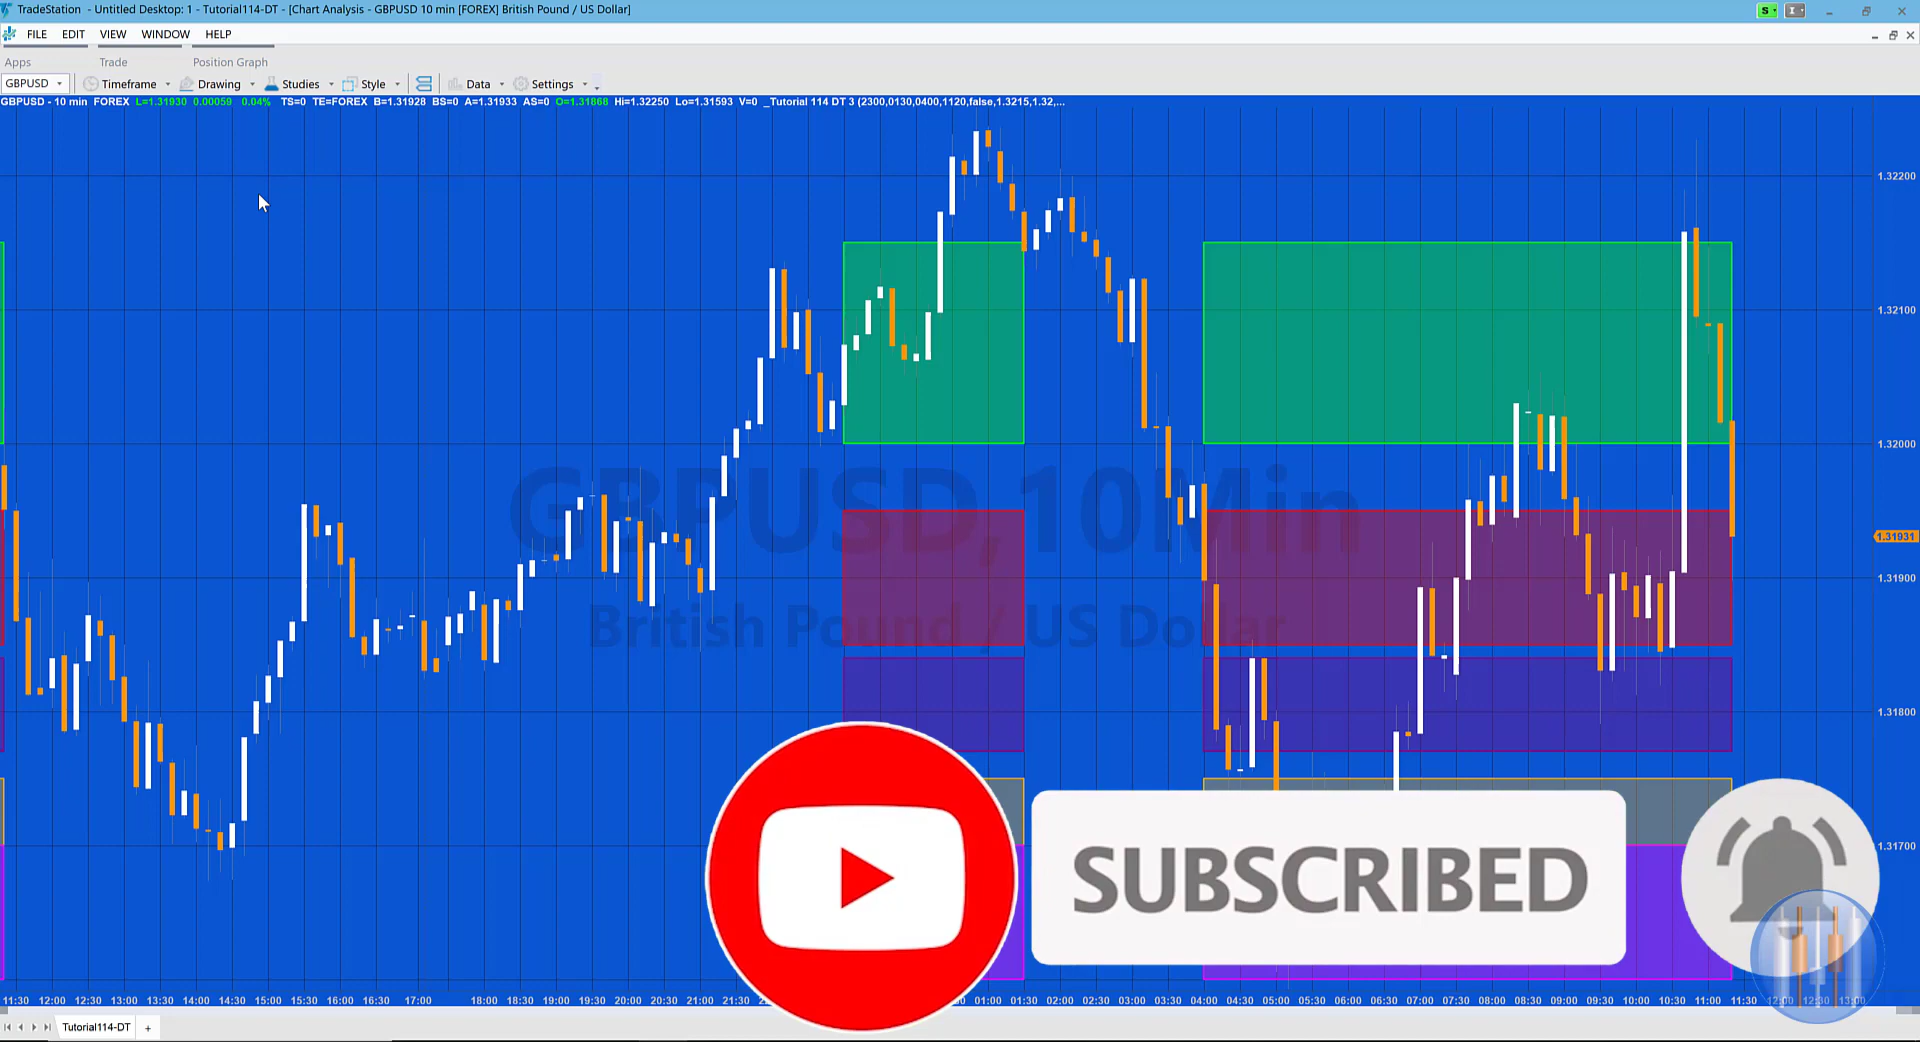 TradeStation - Untitled Desktop: 1 - Tutorial114-DT - [Chart Analysis - GBPUSD 10 min [FOREX] British Pound / US Dollar]
S
I
FILE EDIT VIEW WINDOW HELP
Apps Trade Position Graph
GBPUSD Timeframe Drawing Studies Style Data Settings
GBPUSD - 10 min FOREX L=1.31930 0.00059 0.04% TS=0 TE=FOREX B=1.31928 BS=0 A=1.31933 AS=0 O=1.31868 Hi=1.32250 Lo=1.31593 V=0 _Tutorial 114 DT 3 (2300,0130,0400,1120,false,1.3215,1.32,...
1.32200
1.32100
1.32000
GBPUSD,10Min
1.31931
1.31900
British Pound / US Dollar
1.31800
1.31700
SUBSCRIBED
11:30 12:00 12:30 13:00 13:30 14:00 14:30 15:00 15:30 16:00 16:30 17:00 18:00 18:30 19:00 19:30 20:00 20:30 21:00 21:30 01:00 01:30 02:00 02:30 03:00 03:30 04:00 04:30 05:00 05:30 06:00 06:30 07:00 07:30 08:00 08:30 09:00 09:30 10:00 10:30 11:00 11:30 12:00 12:30 13:00
Tutorial114-DT +